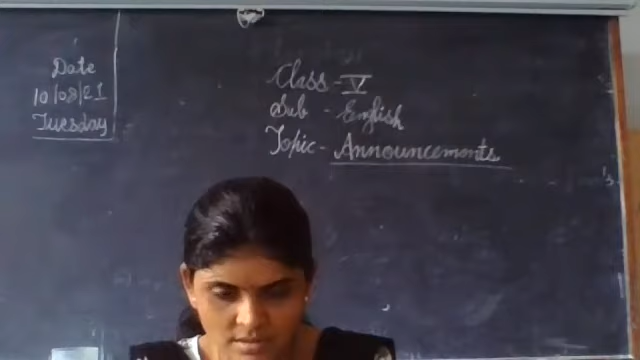 Date
10/08/21
Tuesday
Class - V
Sub - English
Topic - Announcements